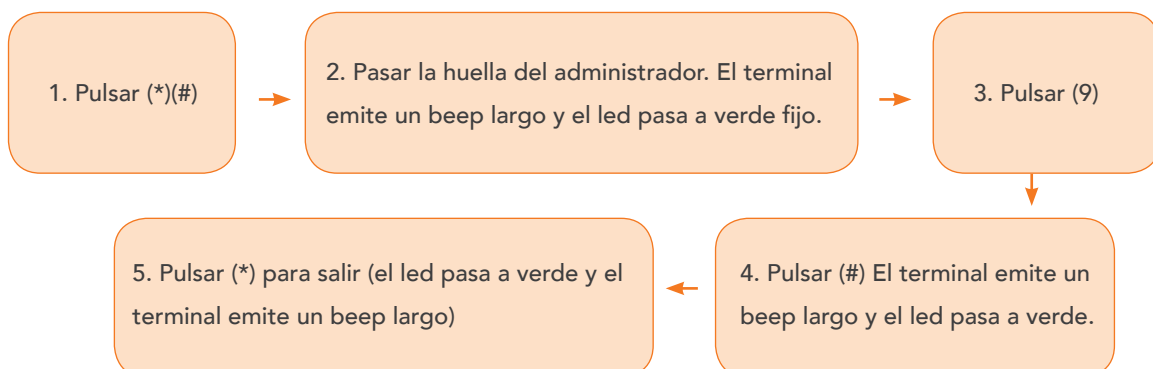 1. Pulsar (*)(#)
2. Pasar la huella del administrador. El terminal
emite un beep largo y el led pasa a verde fijo.
3. Pulsar (9)
4. Pulsar (#) El terminal emite un
beep largo y el led pasa a verde.
5. Pulsar (*) para salir (el led pasa a verde y el
terminal emite un beep largo)